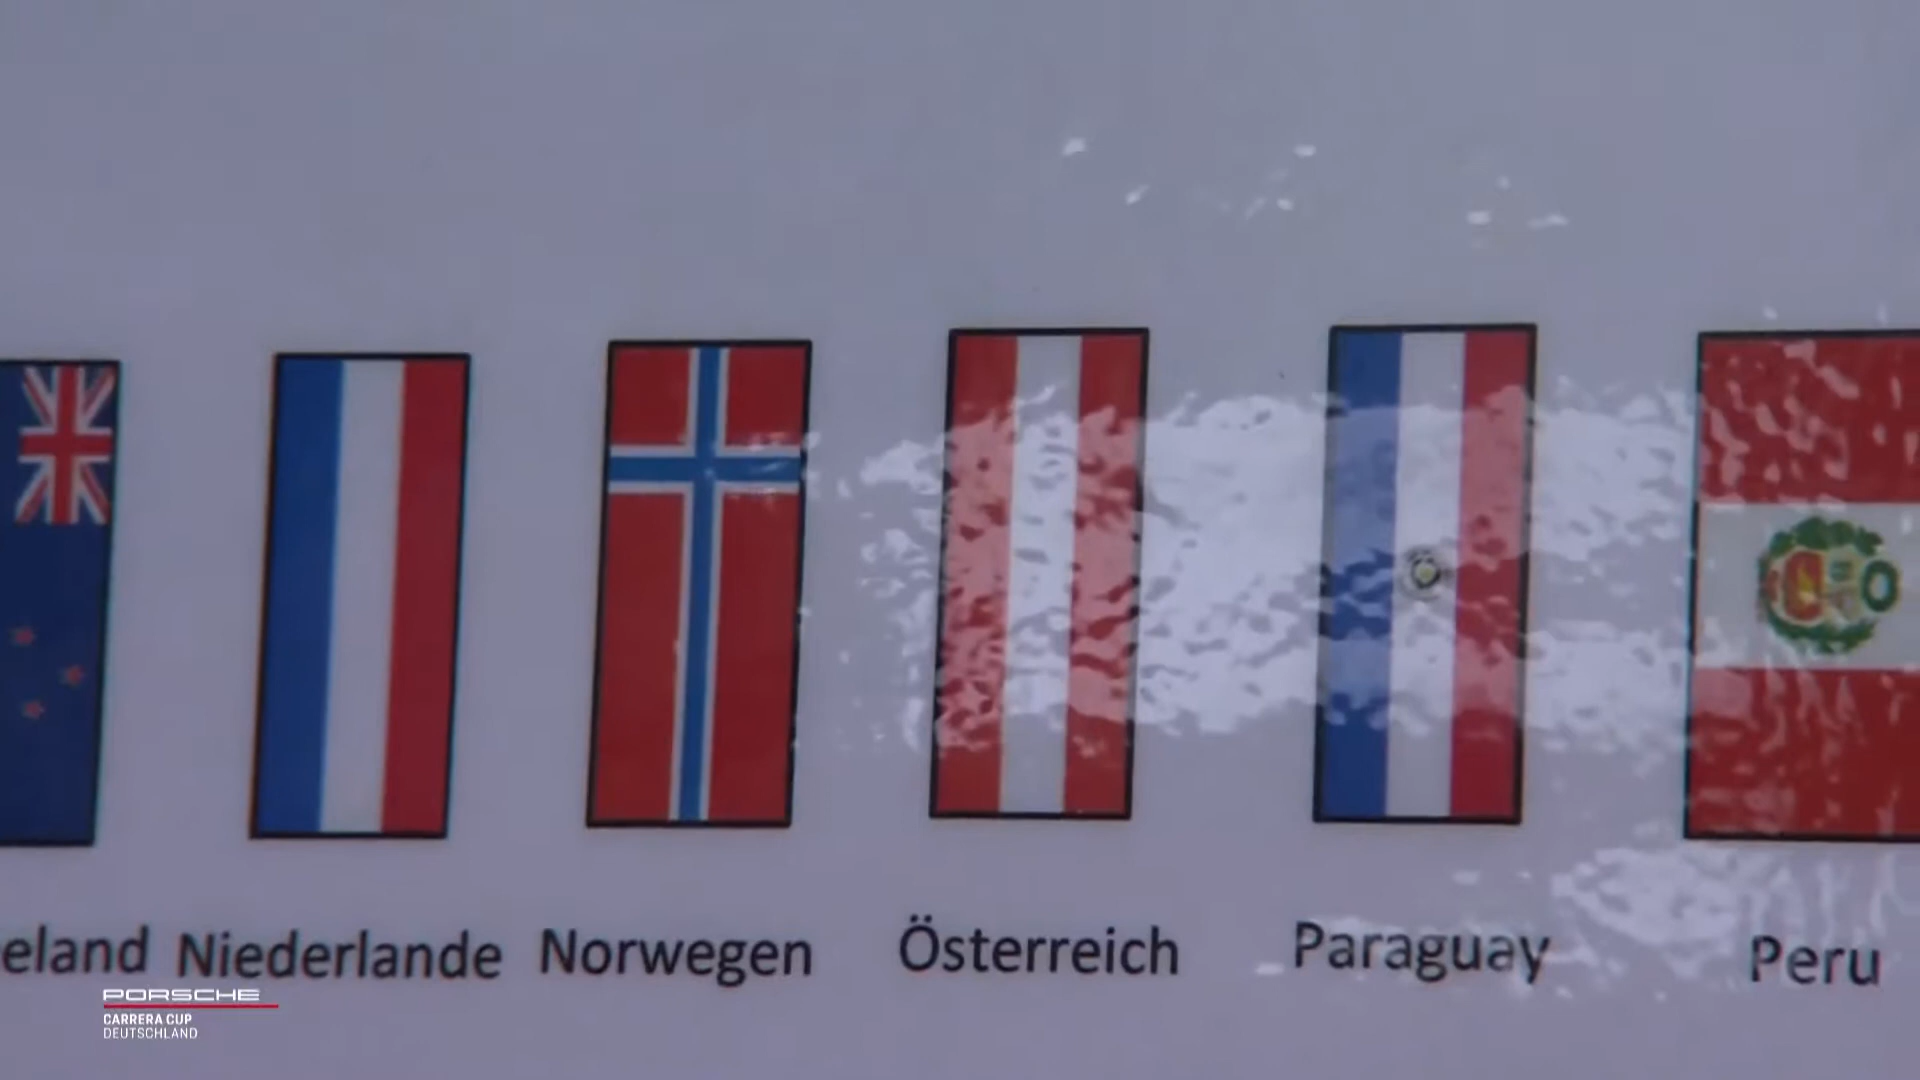 eland Niederlande Norwegen Österreich Paraguay Peru
PORSCHE
CARRERA CUP
DEUTSCHLAND